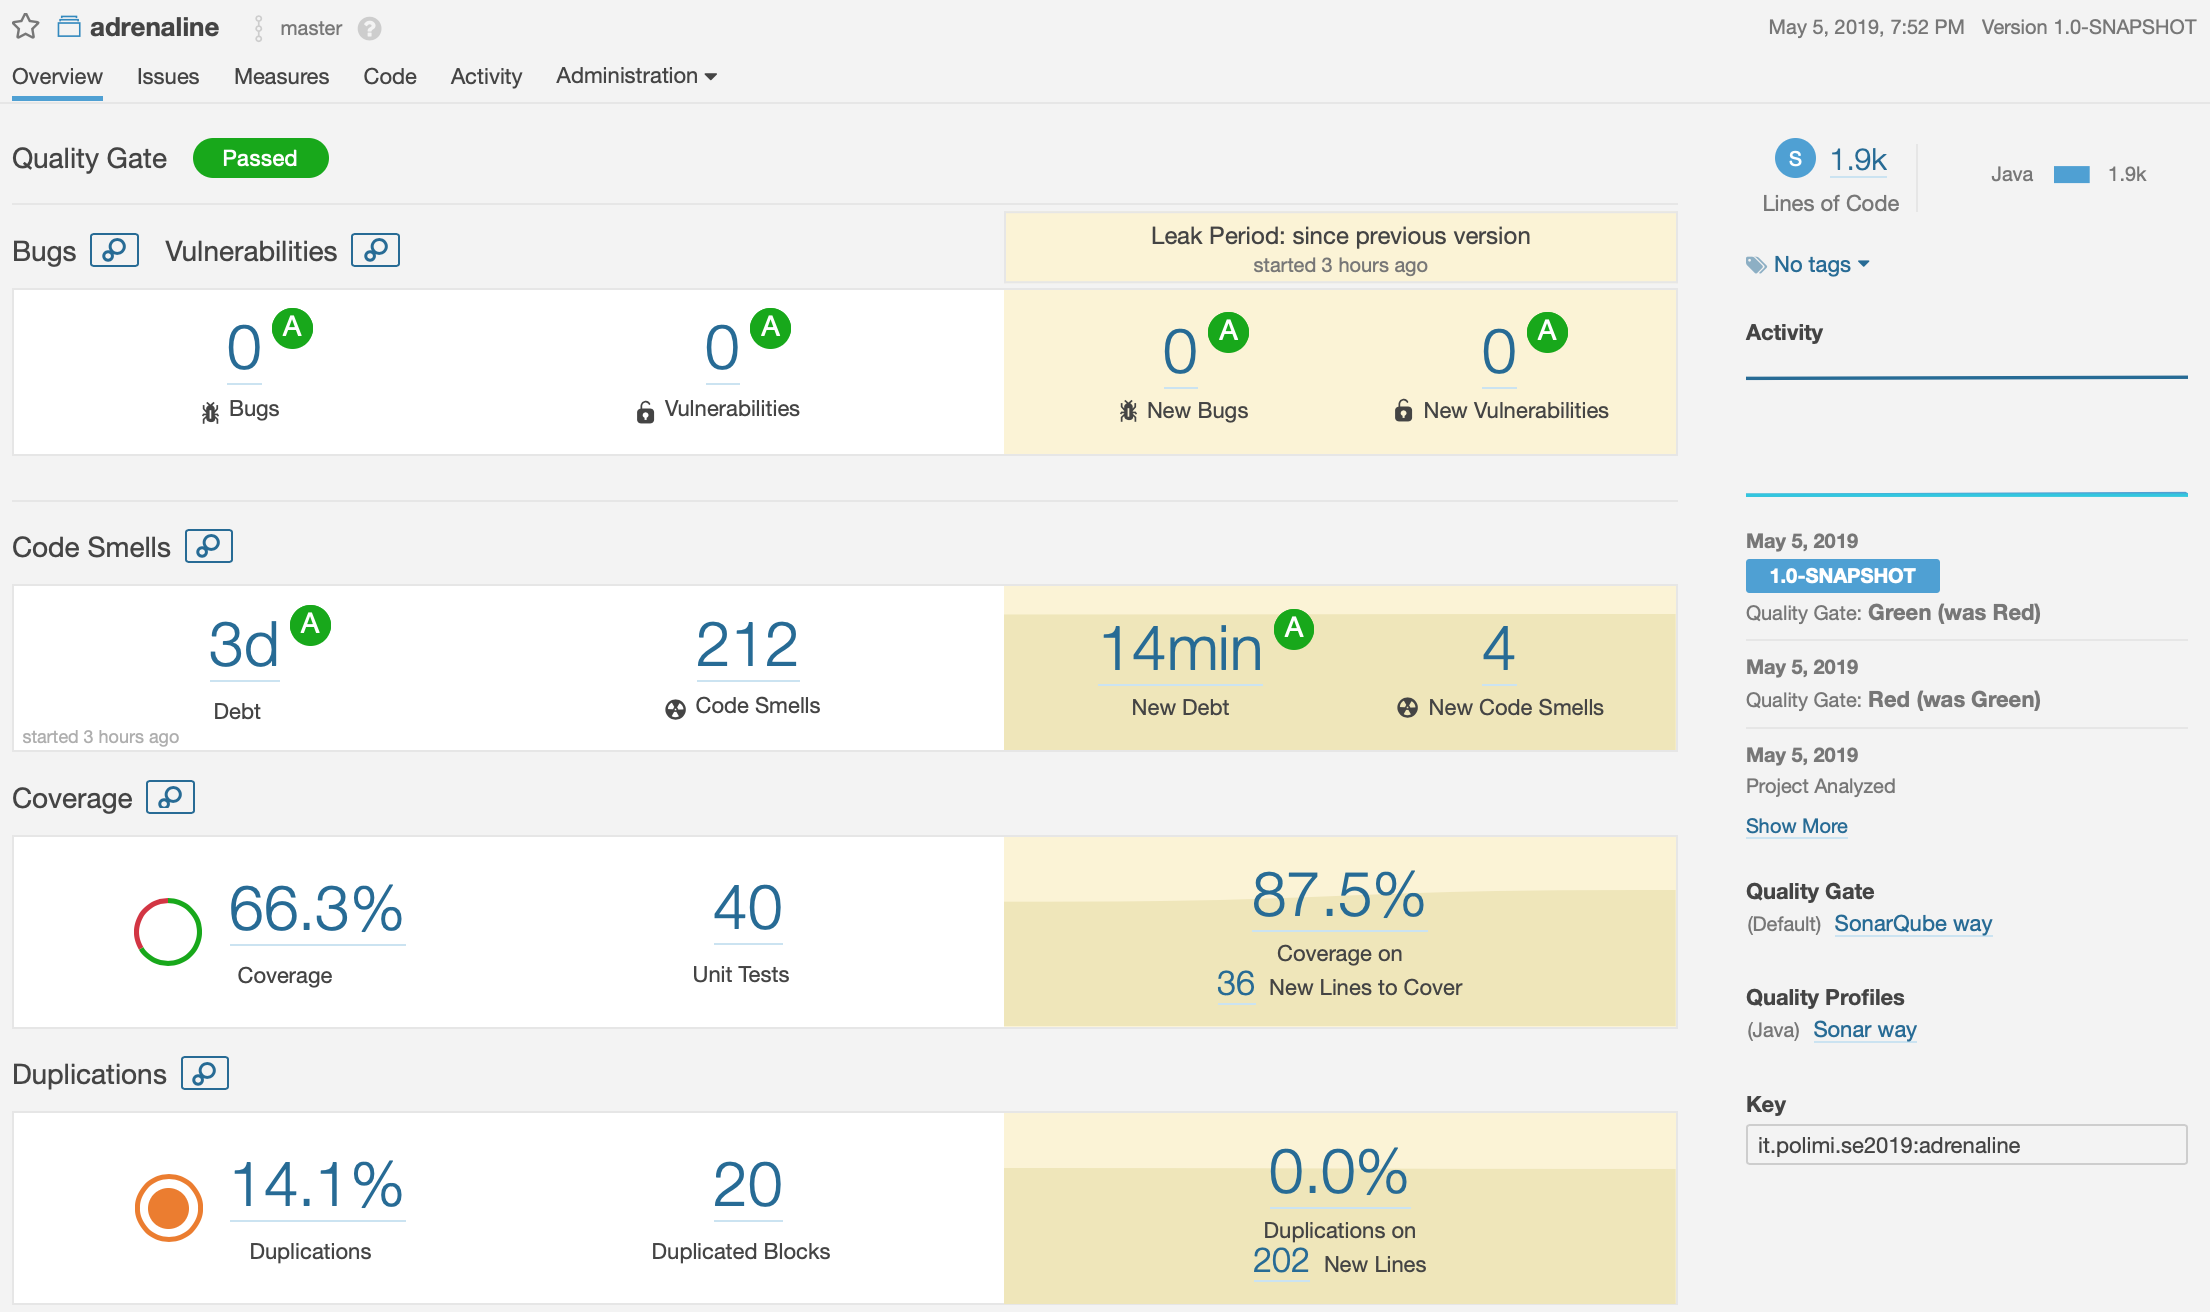 adrenaline master ?
May 5, 2019, 7:52 PM Version 1.0-SNAPSHOT
Overview Issues Measures Code Activity Administration
Quality Gate Passed
Bugs Vulnerabilities
Leak Period: since previous version
started 3 hours ago
0 A
Bugs
0 A
Vulnerabilities
0 A
New Bugs
0 A
New Vulnerabilities
Code Smells
3d A
Debt
started 3 hours ago
212
Code Smells
14min A
New Debt
4
New Code Smells
Coverage
66.3%
Coverage
40
Unit Tests
87.5%
Coverage on
36 New Lines to Cover
Duplications
14.1%
Duplications
20
Duplicated Blocks
0.0%
Duplications on
202 New Lines
S 1.9k
Lines of Code
Java 1.9k
No tags
Activity
May 5, 2019
1.0-SNAPSHOT
Quality Gate: Green (was Red)
May 5, 2019
Quality Gate: Red (was Green)
May 5, 2019
Project Analyzed
Show More
Quality Gate
(Default) SonarQube way
Quality Profiles
(Java) Sonar way
Key
it.polimi.se2019:adrenaline